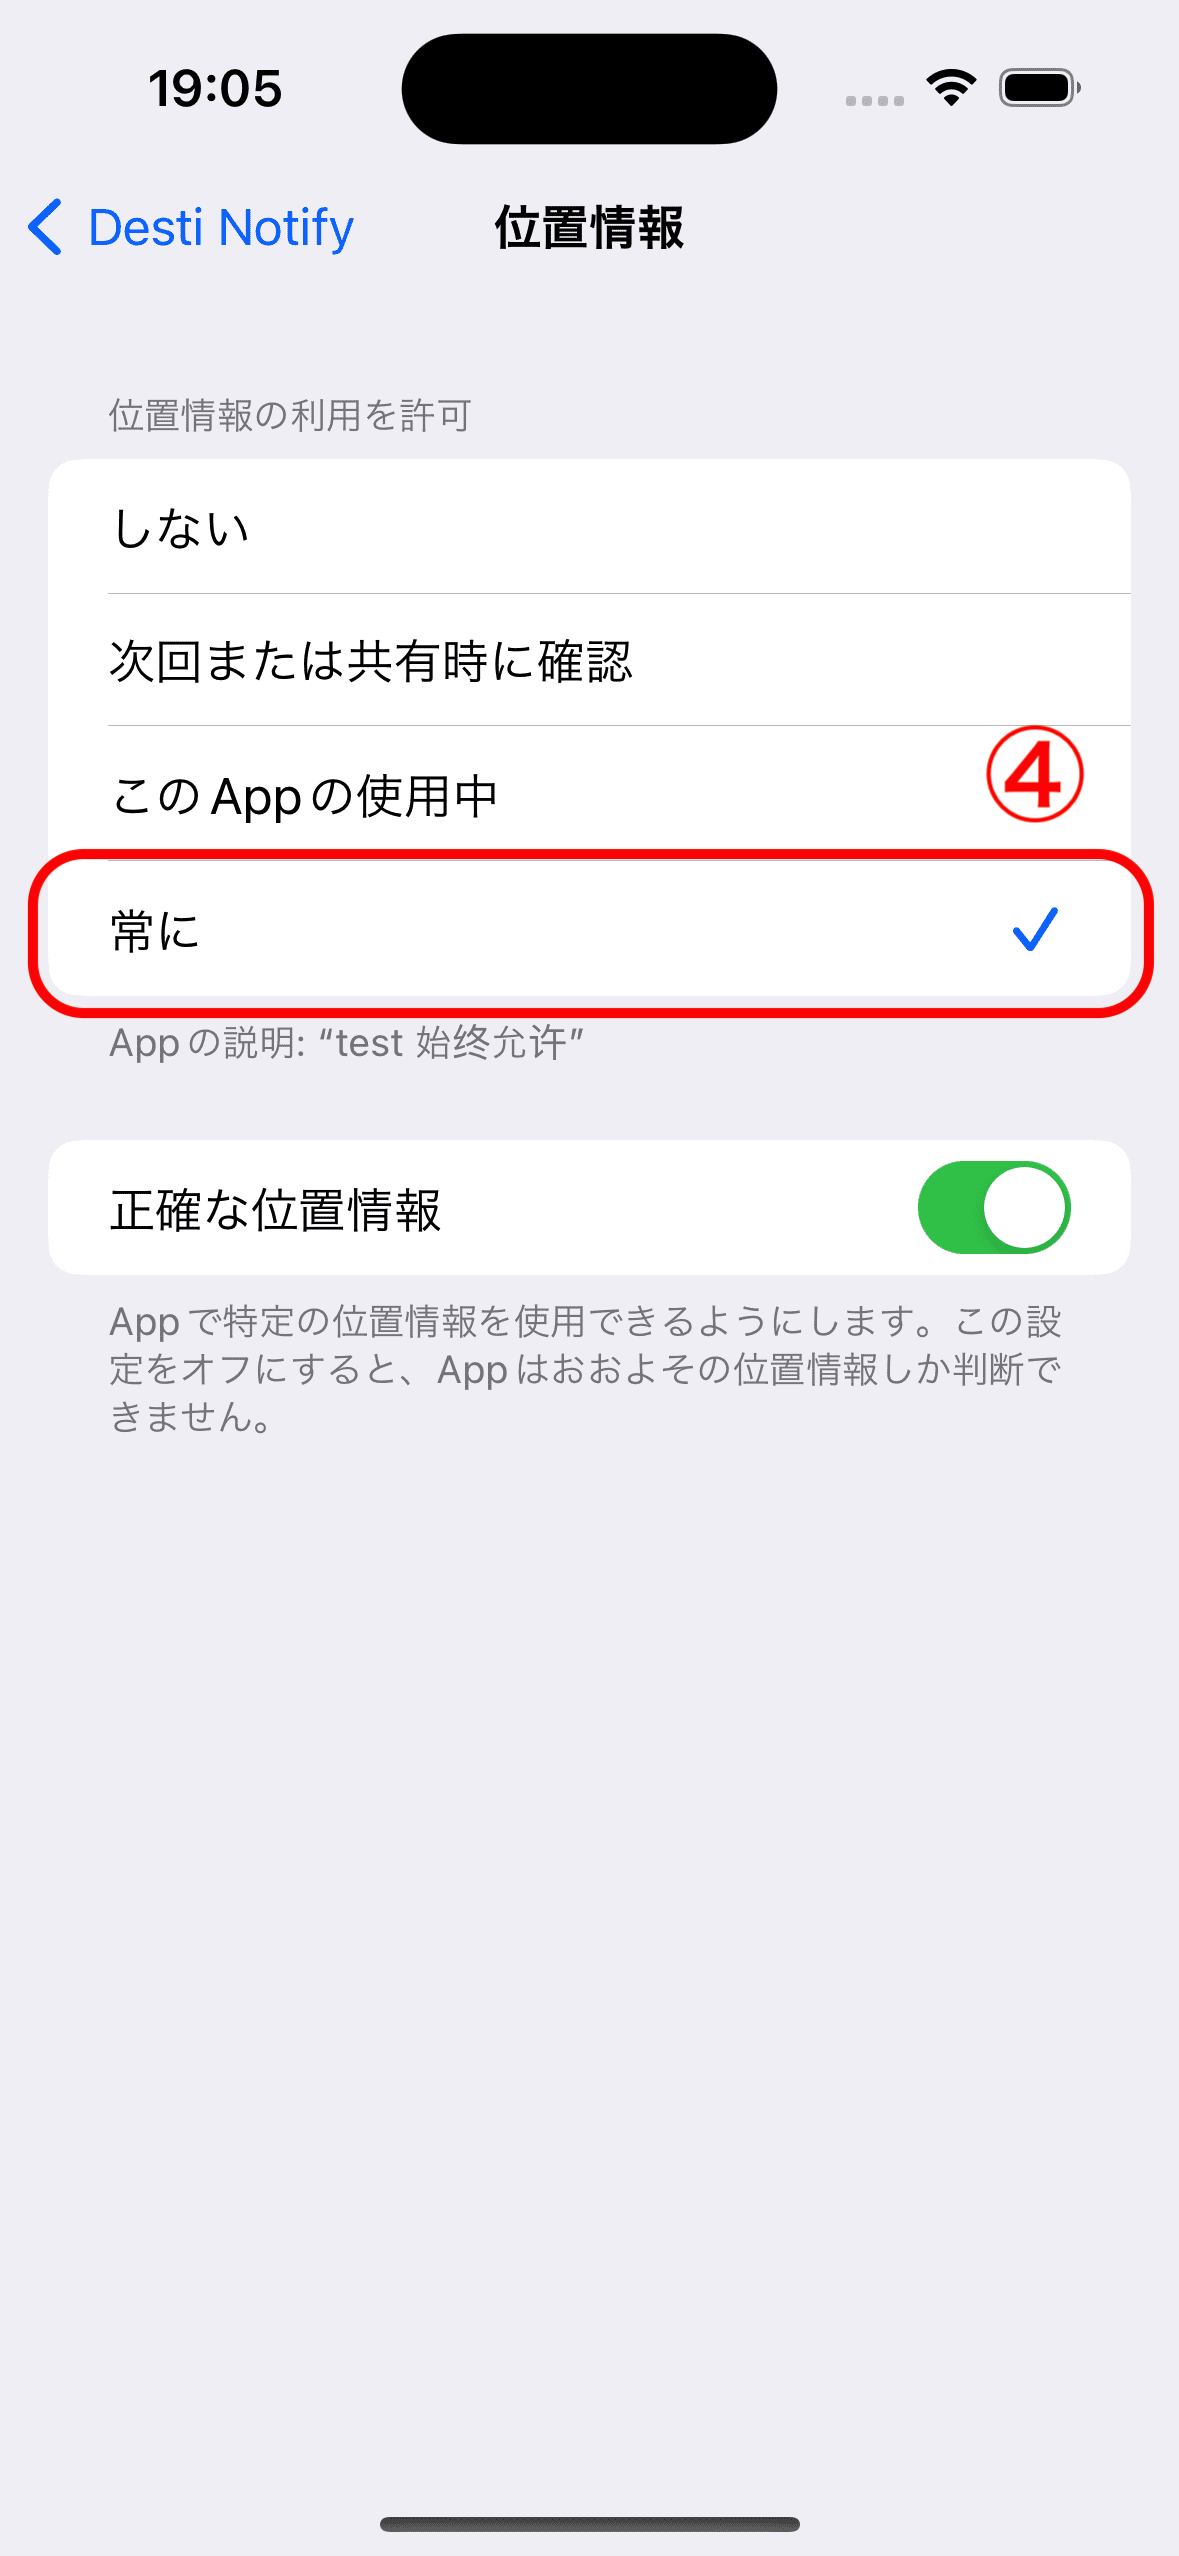 19:05
Desti Notify
位置情報
位置情報の利用を許可
しない
次回または共有時に確認
このAppの使用中
④
常に
Appの説明: “test 始终允许”
正確な位置情報
Appで特定の位置情報を使用できるようにします。この設
定をオフにすると、Appはおおよその位置情報しか判断で
きません。